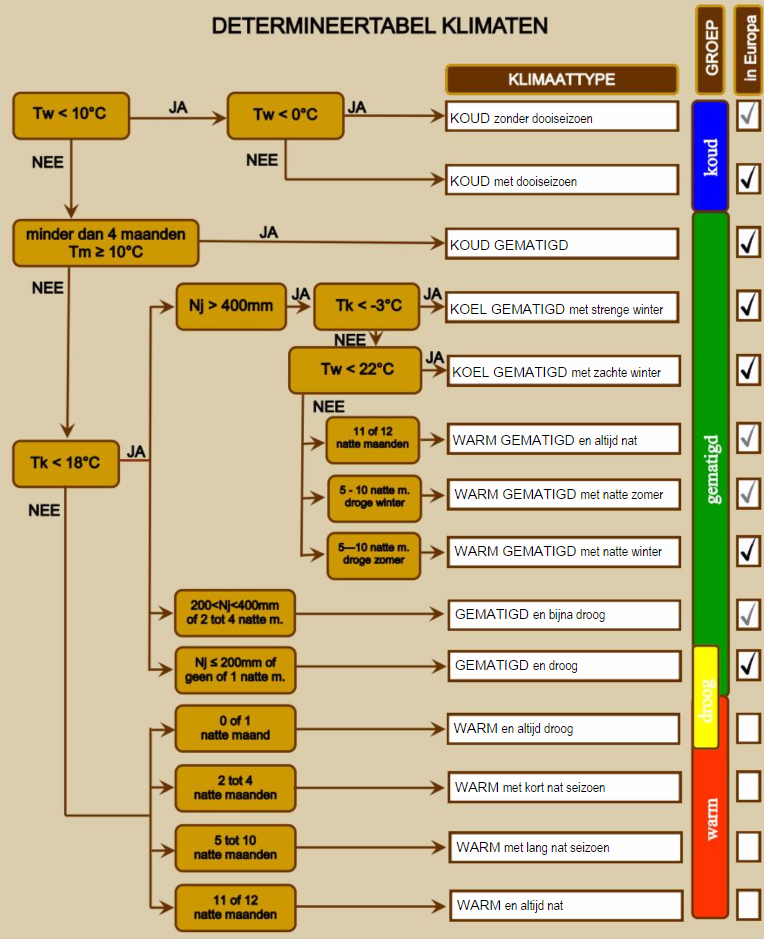 DETERMINEERTABEL KLIMATEN
GROEP
in Europa
KLIMAATTYPE
Tw < 10°C
JA
Tw < 0°C
JA
KOUD zonder dooiseizoen
NEE
NEE
KOUD met dooiseizoen
koud
minder dan 4 maanden
Tm ≥ 10°C
JA
KOUD GEMATIGD
NEE
Nj > 400mm
JA
Tk < -3°C
JA
KOEL GEMATIGD met strenge winter
NEE
Tw < 22°C
JA
KOEL GEMATIGD met zachte winter
NEE
11 of 12
natte maanden
WARM GEMATIGD en altijd nat
Tk < 18°C
JA
gematigd
5 - 10 natte m.
droge winter
WARM GEMATIGD met natte zomer
NEE
5—10 natte m.
droge zomer
WARM GEMATIGD met natte winter
200<Nj<400mm
of 2 tot 4 natte m.
GEMATIGD en bijna droog
Nj ≤ 200mm of
geen of 1 natte m.
GEMATIGD en droog
droog
0 of 1
natte maand
WARM en altijd droog
2 tot 4
natte maanden
WARM met kort nat seizoen
warm
5 tot 10
natte maanden
WARM met lang nat seizoen
11 of 12
natte maanden
WARM en altijd nat